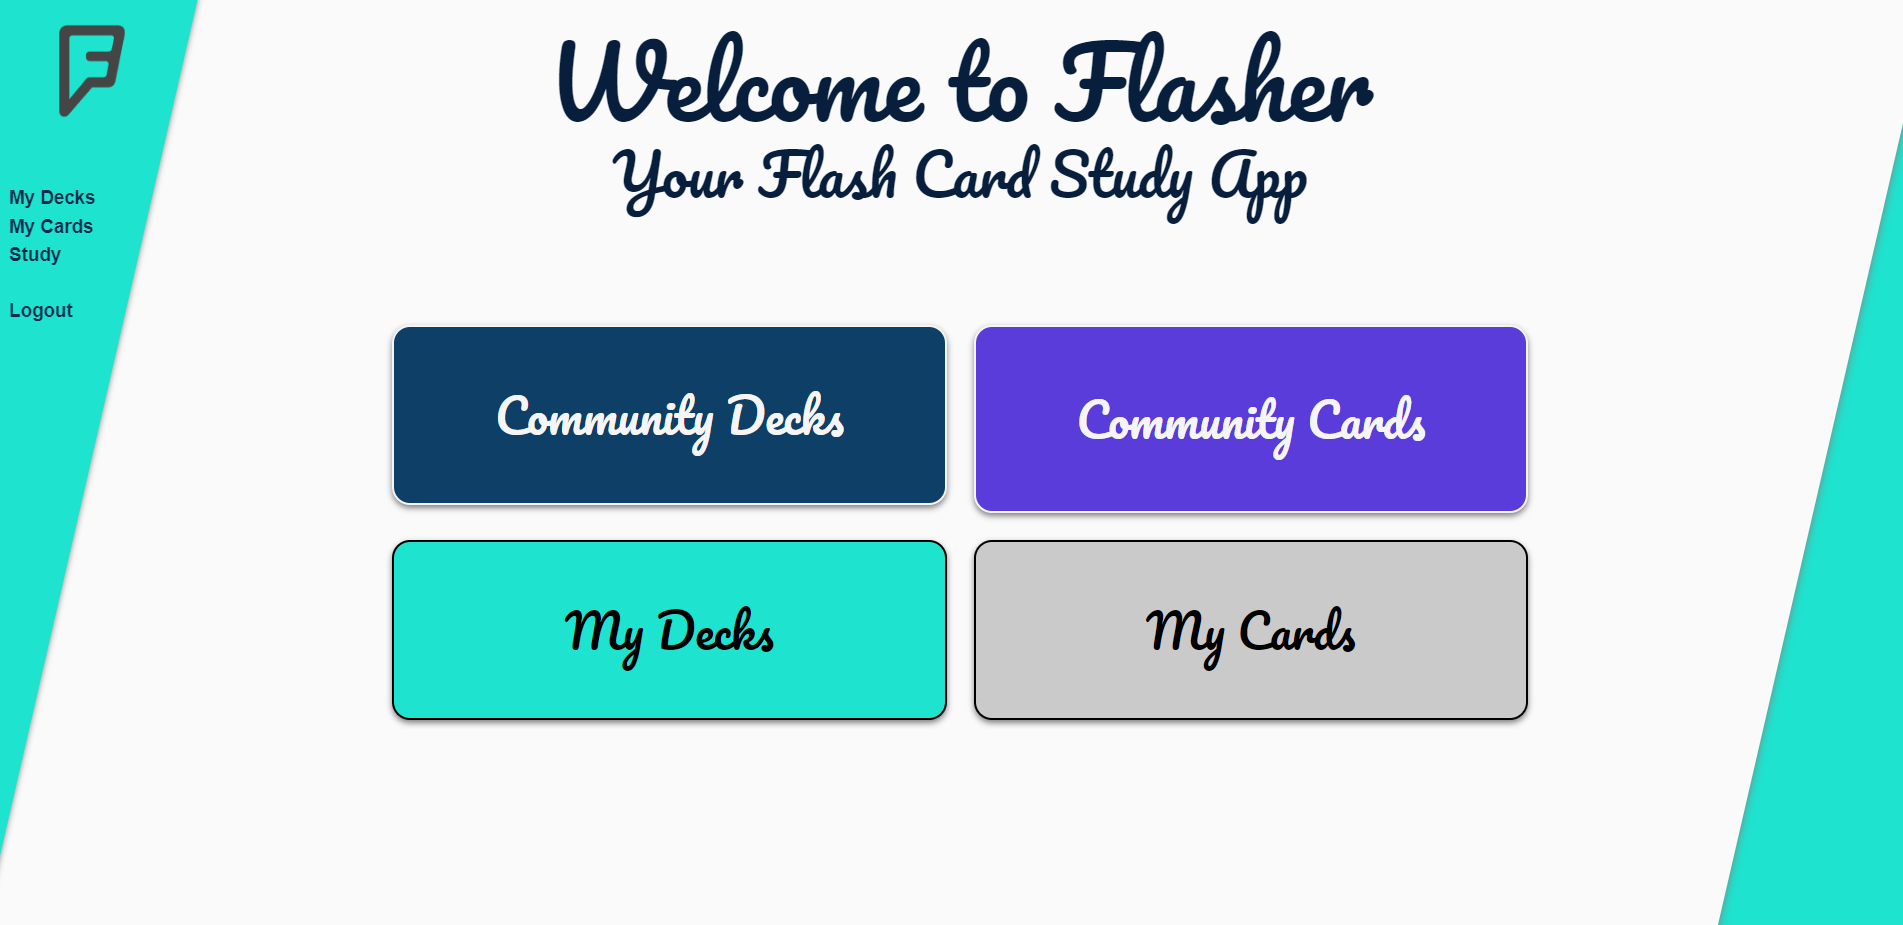 F
My Decks
My Cards
Study
Logout
Welcome to Flasher
Your Flash Card Study App
Community Decks
Community Cards
My Decks
My Cards